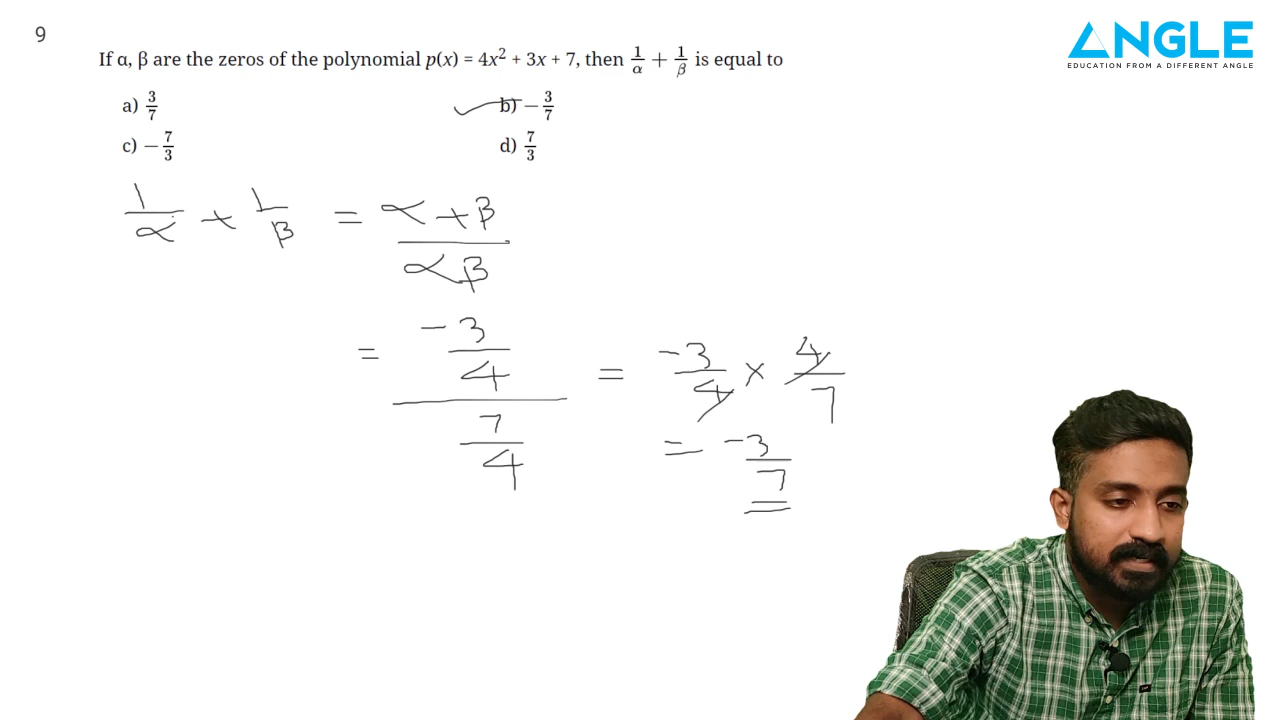 9
ANGLE
EDUCATION FROM A DIFFERENT ANGLE
If α, β are the zeros of the polynomial p(x) = 4x² + 3x + 7, then 1/α + 1/β is equal to
a) 3/7
b) −3/7
c) −7/3
d) 7/3
1/α + 1/β = α+β/αβ
= −3/4 / 7/4 = −3/4 × 4/7
= −3/7